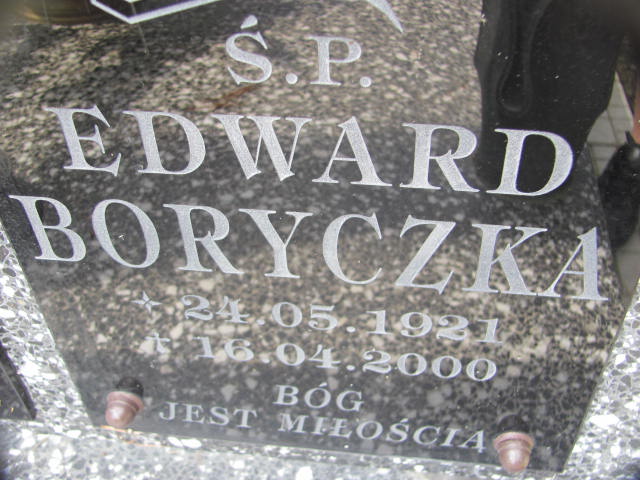 Ś.P.
EDWARD
BORYCZKA
24.05.1921
† 16.04.2000
BÓG
JEST MIŁOŚCIĄ